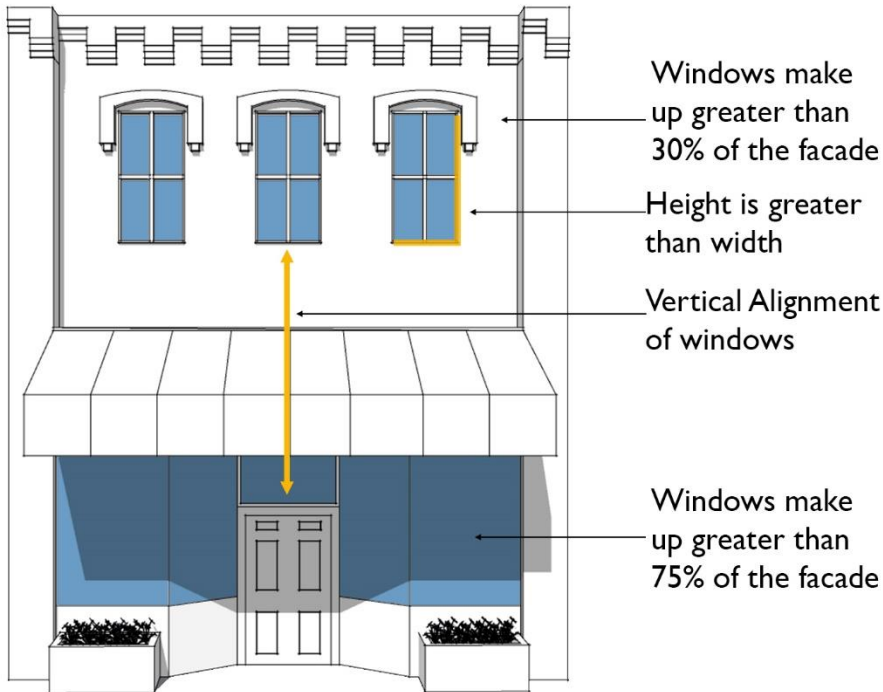 Windows make
up greater than
30% of the facade
Height is greater
than width
Vertical Alignment
of windows
Windows make
up greater than
75% of the facade